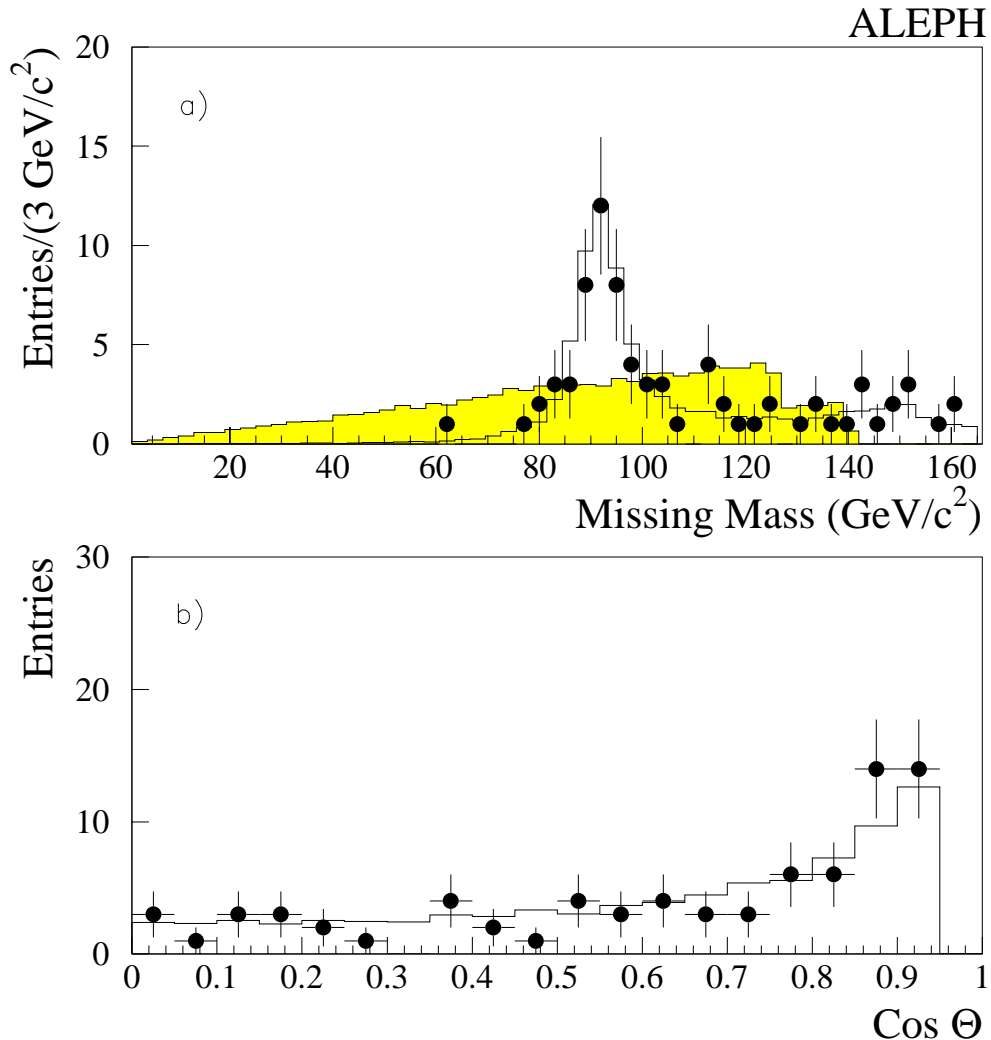 ALEPH
Entries/(3 GeV/c²)
20
15
10
5
0
a)
20 40 60 80 100 120 140 160
Missing Mass (GeV/c²)
Entries
30
20
10
0
b)
0 0.1 0.2 0.3 0.4 0.5 0.6 0.7 0.8 0.9 1
Cos Θ